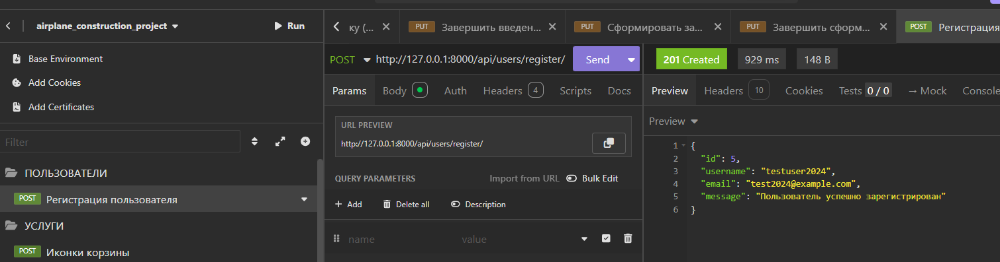 airplane_construction_project
Run
Base Environment
Add Cookies
Add Certificates
Filter
ПОЛЬЗОВАТЕЛИ
POST Регистрация пользователя
УСЛУГИ
POST Иконки корзины
ку (...
PUT Завершить введен...
PUT Сформировать за...
PUT Завершить сформ...
POST Регистрация
POST http://127.0.0.1:8000/api/users/register/ Send
Params Body Auth Headers 4 Scripts Docs
URL PREVIEW
http://127.0.0.1:8000/api/users/register/
QUERY PARAMETERS Import from URL Bulk Edit
+ Add Delete all Description
name value
201 Created 929 ms 148 B
Preview Headers 10 Cookies Tests 0 / 0 → Mock Console
Preview
1 {
2 "id": 5,
3 "username": "testuser2024",
4 "email": "test2024@example.com",
5 "message": "Пользователь успешно зарегистрирован"
6 }